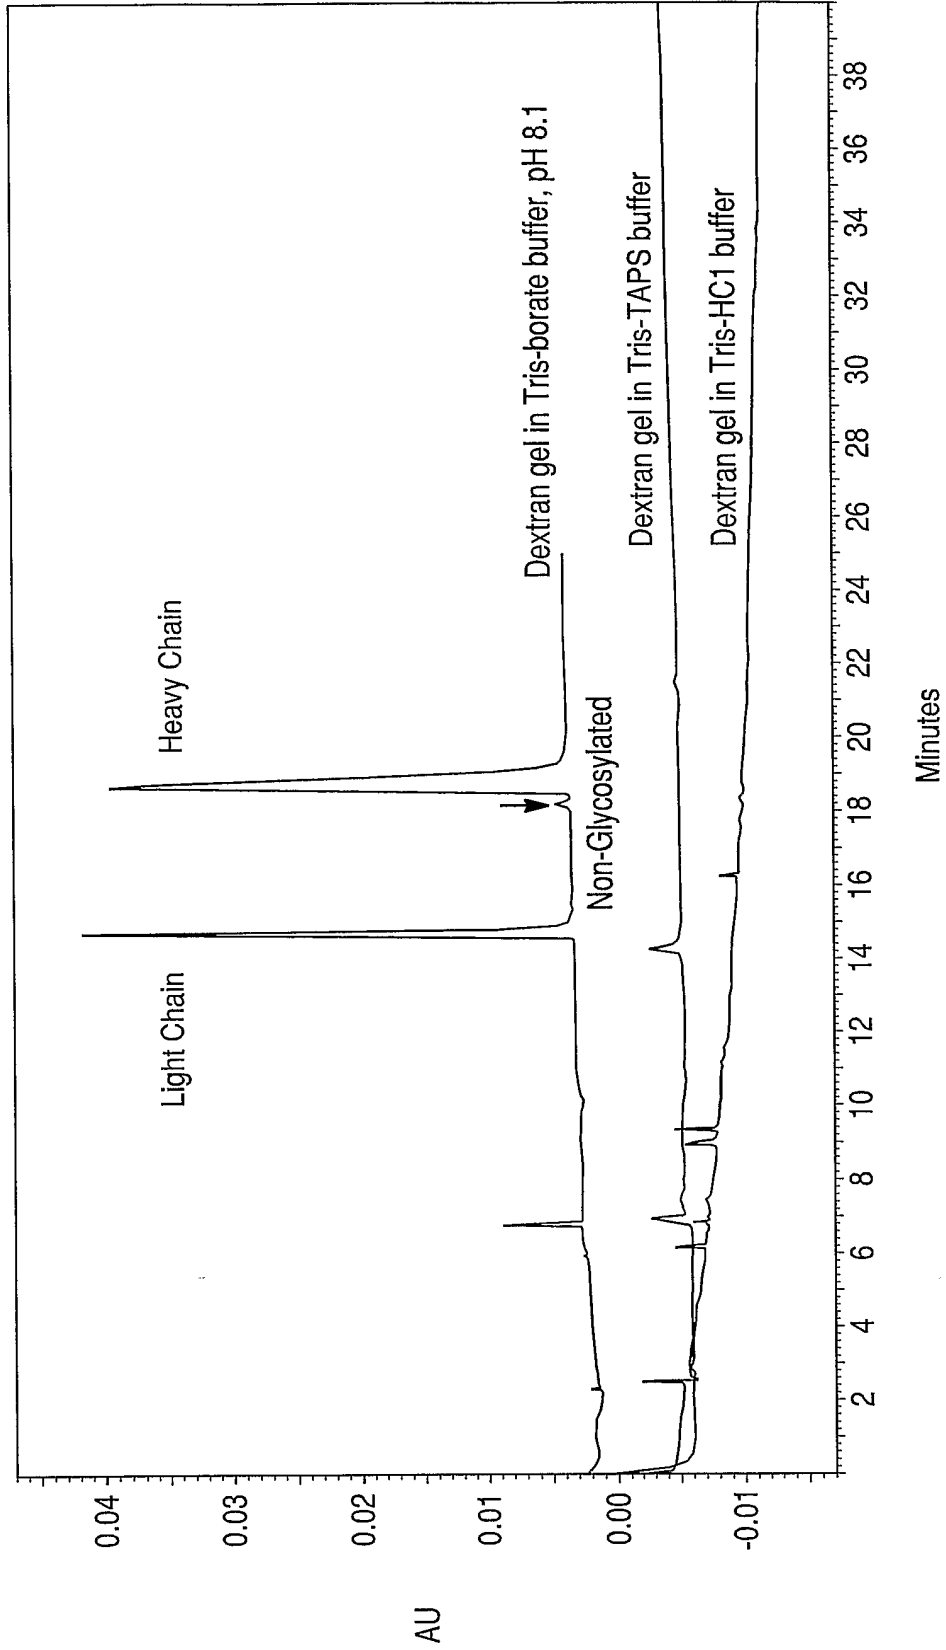 AU
0.04
0.03
0.02
0.01
0.00
-0.01
Light Chain
Heavy Chain
Non-Glycosylated
Dextran gel in Tris-borate buffer, pH 8.1
Dextran gel in Tris-TAPS buffer
Dextran gel in Tris-HC1 buffer
2 4 6 8 10 12 14 16 18 20 22 24 26 28 30 32 34 36 38
Minutes